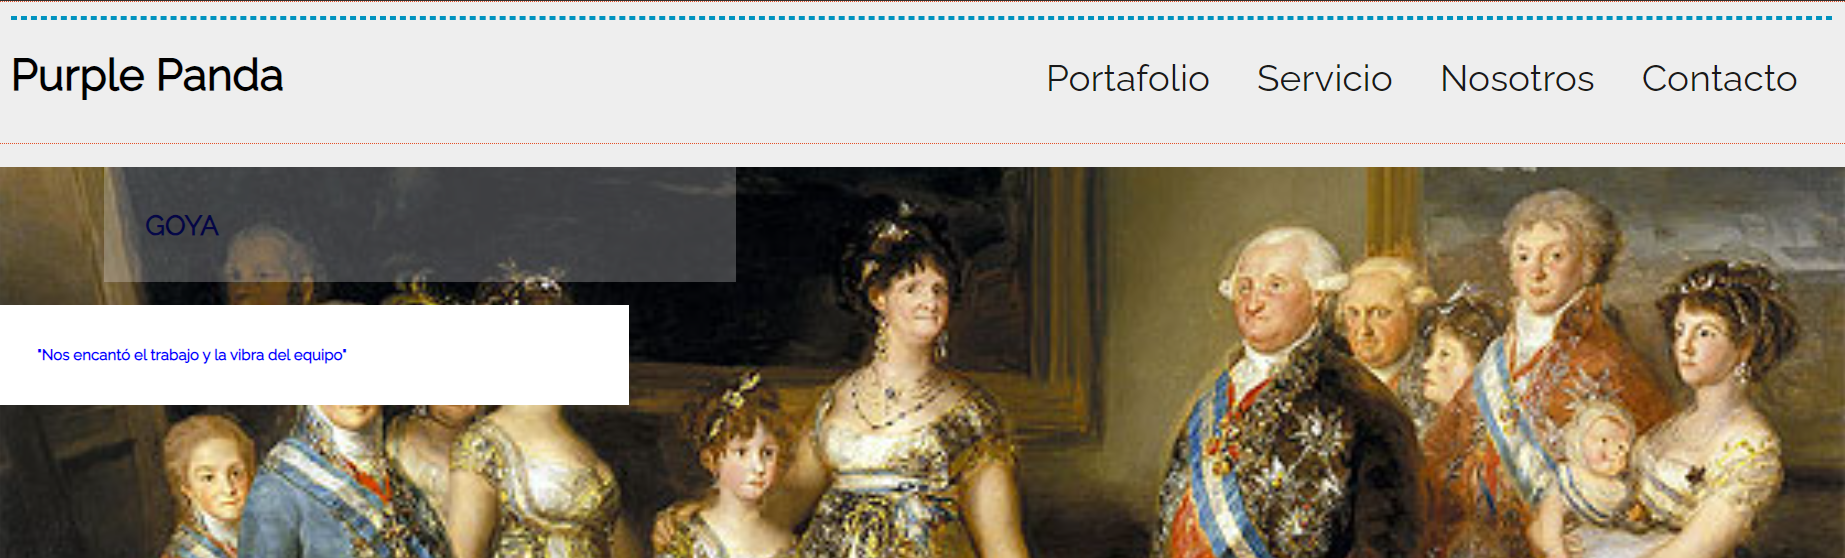 Purple Panda
Portafolio Servicio Nosotros Contacto
GOYA
"Nos encantó el trabajo y la vibra del equipo"